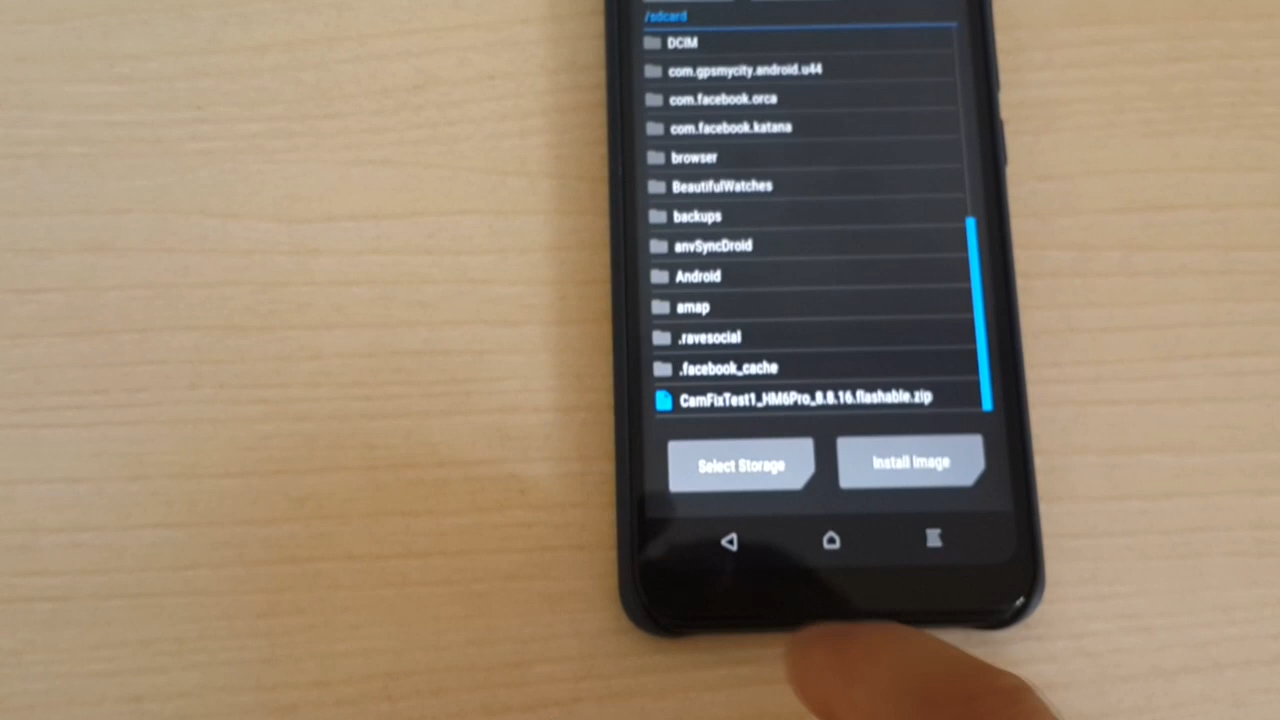 /sdcard
DCIM
com.gpsmycity.android.u44
com.facebook.orca
com.facebook.katana
browser
BeautifulWatches
backups
anvSyncDroid
Android
amap
.ravesocial
.facebook_cache
CamFixTest1_HM6Pro_8.8.16.flashable.zip
Select Storage
Install Image